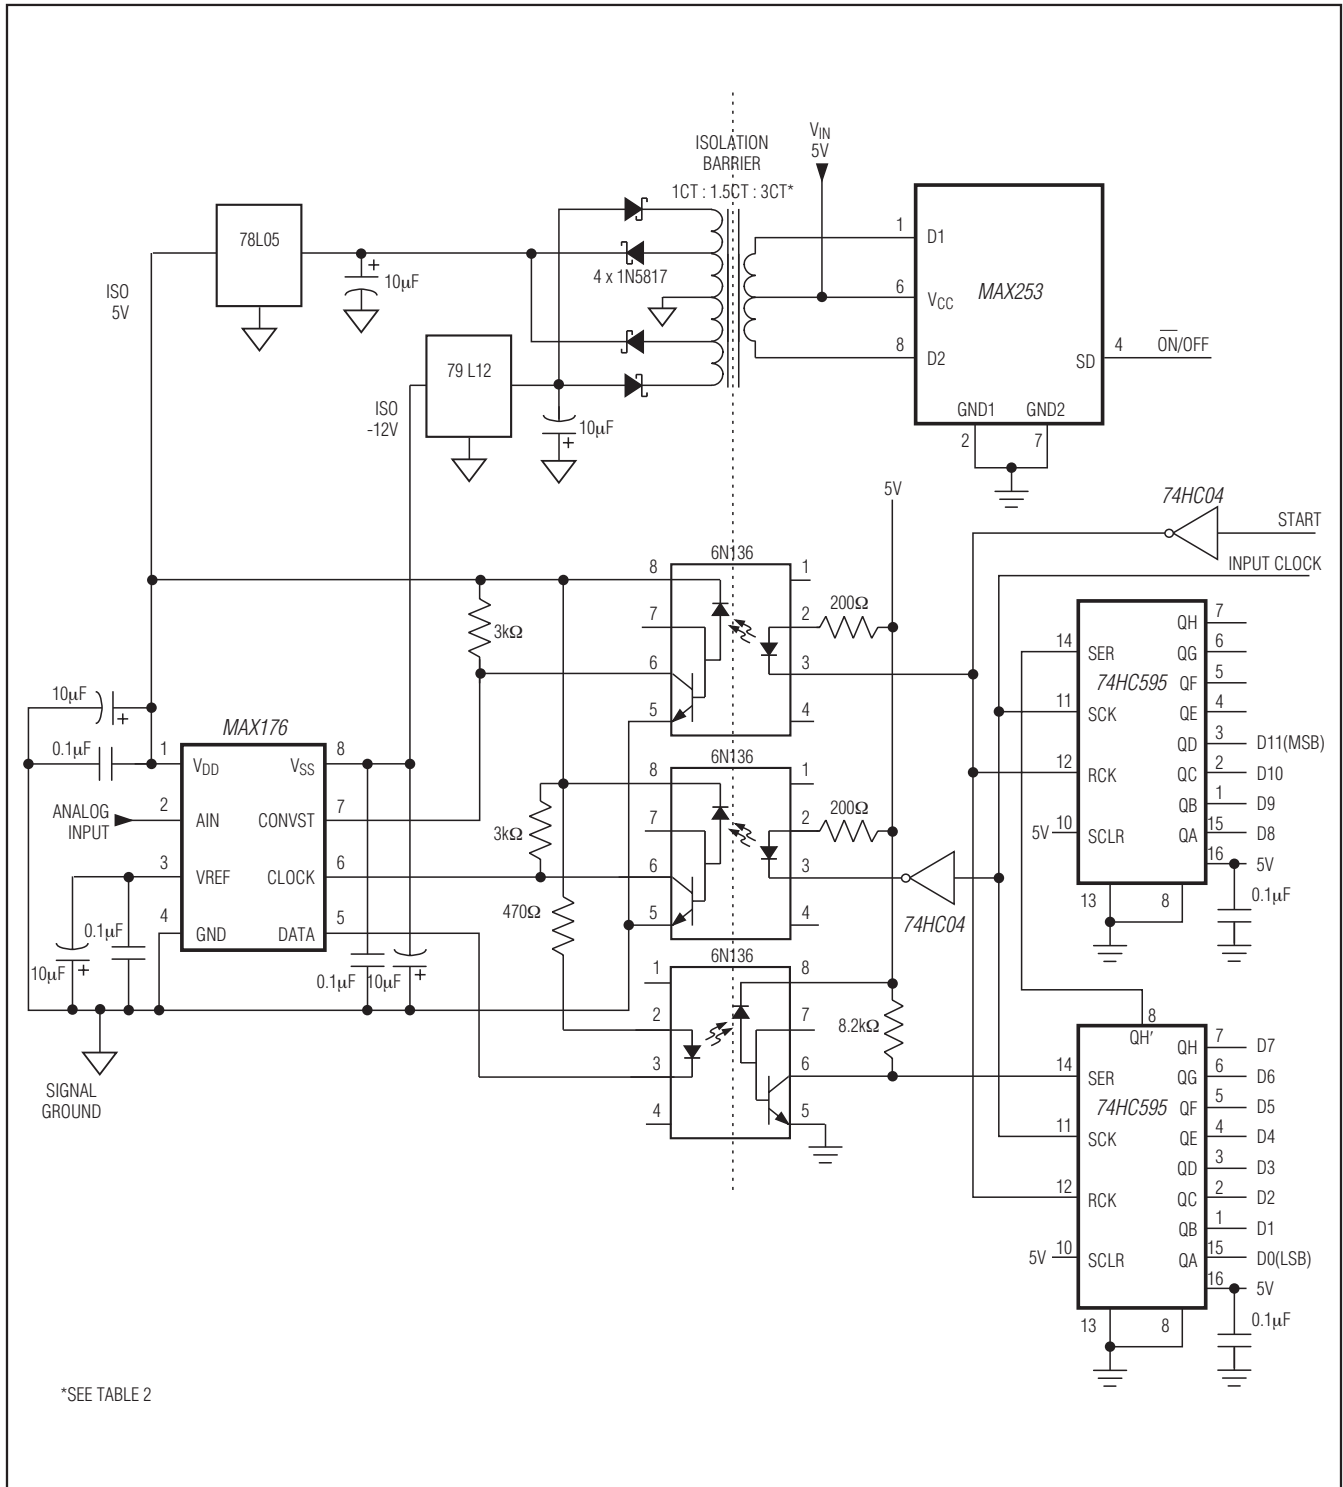 ISOLATION
BARRIER
1CT : 1.5CT : 3CT*
VIN
5V
78L05
10µF
4 x 1N5817
ISO
5V
79 L12
ISO
-12V
10µF
1
D1
6
VCC
8
D2
MAX253
SD
4
ON/OFF
GND1
GND2
2
7
5V
74HC04
START
INPUT CLOCK
6N136
8
7
6
5
1
2
3
4
200Ω
3kΩ
6N136
8
7
6
5
1
2
3
4
200Ω
3kΩ
74HC04
470Ω
6N136
1
2
3
4
8
7
6
5
8.2kΩ
10µF
0.1µF
MAX176
1
VDD
VSS
8
ANALOG
INPUT
2
AIN
CONVST
7
3
VREF
CLOCK
6
4
GND
DATA
5
0.1µF
10µF
0.1µF
10µF
SIGNAL
GROUND
74HC595
14
SER
11
SCK
12
RCK
5V
10
SCLR
QH
7
QG
6
QF
5
QE
4
QD
3
D11(MSB)
QC
2
D10
QB
1
D9
QA
15
D8
16
5V
0.1µF
13
8
8
QH'
74HC595
14
SER
11
SCK
12
RCK
5V
10
SCLR
QH
7
D7
QG
6
D6
QF
5
D5
QE
4
D4
QD
3
D3
QC
2
D2
QB
1
D1
QA
15
D0(LSB)
16
5V
0.1µF
13
8
*SEE TABLE 2